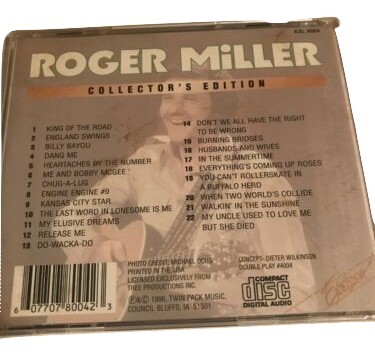 EXL 4004
ROGER MiLLER
COLLECTOR'S EDITION
1 KING OF THE ROAD
2 ENGLAND SWINGS
3 BILLY BAYOU
4 DANG ME
5 HEARTACHES BY THE NUMBER
6 ME AND BOBBY MCGEE
7 CHUG-A-LUG
8 ENGINE ENGINE #9
9 KANSAS CITY STAR
10 THE LAST WORD IN LONESOME IS ME
11 MY ELUSIVE DREAMS
12 RELEASE ME
13 DO-WACKA-DO
14 DON'T WE ALL HAVE THE RIGHT
TO BE WRONG
15 BURNING BRIDGES
16 HUSBANDS AND WIVES
17 IN THE SUMMERTIME
18 EVERYTHING'S COMING UP ROSES
19 YOU CAN'T ROLLERSKATE IN
A BUFFALO HERD
20 WHEN TWO WORLD'S COLLIDE
21 WALKIN' IN THE SUNSHINE
22 MY UNCLE USED TO LOVE ME
BUT SHE DIED
6 07707 80042 3
PHOTO CREDIT: MICHAEL OCHS
PRINTED IN THE USA
LICENSED EXCLUSIVELY FROM
THEE PRODUCTIONS INC.
© 1996, TWIN PACK MUSIC,
COUNCIL BLUFFS, IA 51501
CONCEPT- DIETER WILKINSON
DOUBLE PLAY #4004
COMPACT
disc
DIGITAL AUDIO